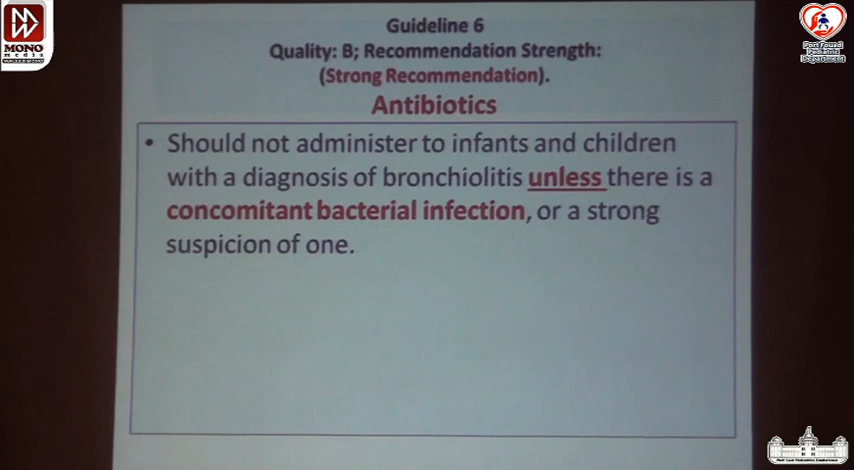 MONO
media
Guideline 6
Quality: B; Recommendation Strength:
(Strong Recommendation).
Antibiotics
• Should not administer to infants and children
with a diagnosis of bronchiolitis unless there is a
concomitant bacterial infection, or a strong
suspicion of one.
Port Fouad
Pediatric
Department